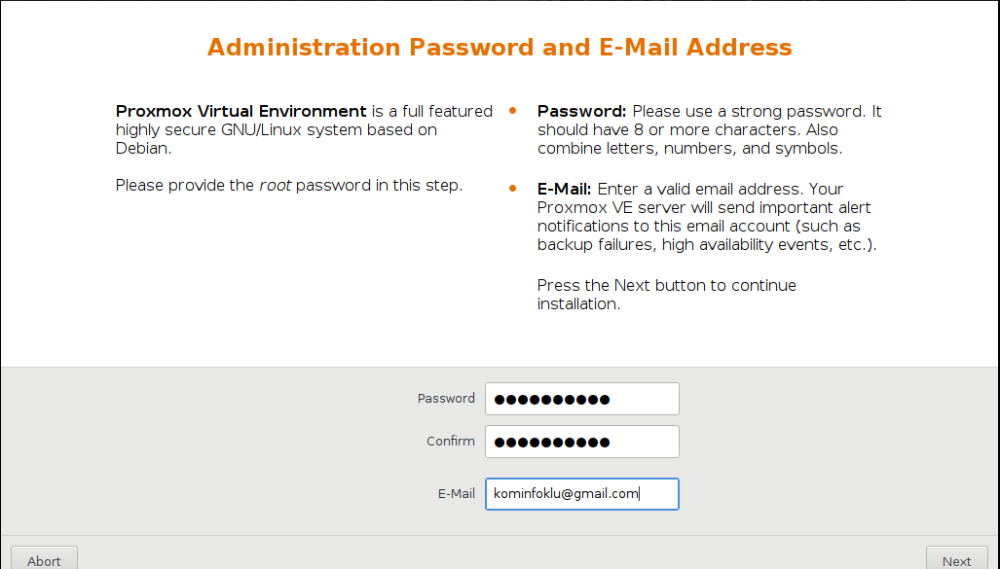 Administration Password and E-Mail Address
Proxmox Virtual Environment is a full featured
highly secure GNU/Linux system based on
Debian.
Please provide the root password in this step.
Password: Please use a strong password. It
should have 8 or more characters. Also
combine letters, numbers, and symbols.
E-Mail: Enter a valid email address. Your
Proxmox VE server will send important alert
notifications to this email account (such as
backup failures, high availability events, etc.).
Press the Next button to continue
installation.
Password ●●●●●●●●●●
Confirm ●●●●●●●●●●
E-Mail kominfoklu@gmail.com
Abort Next